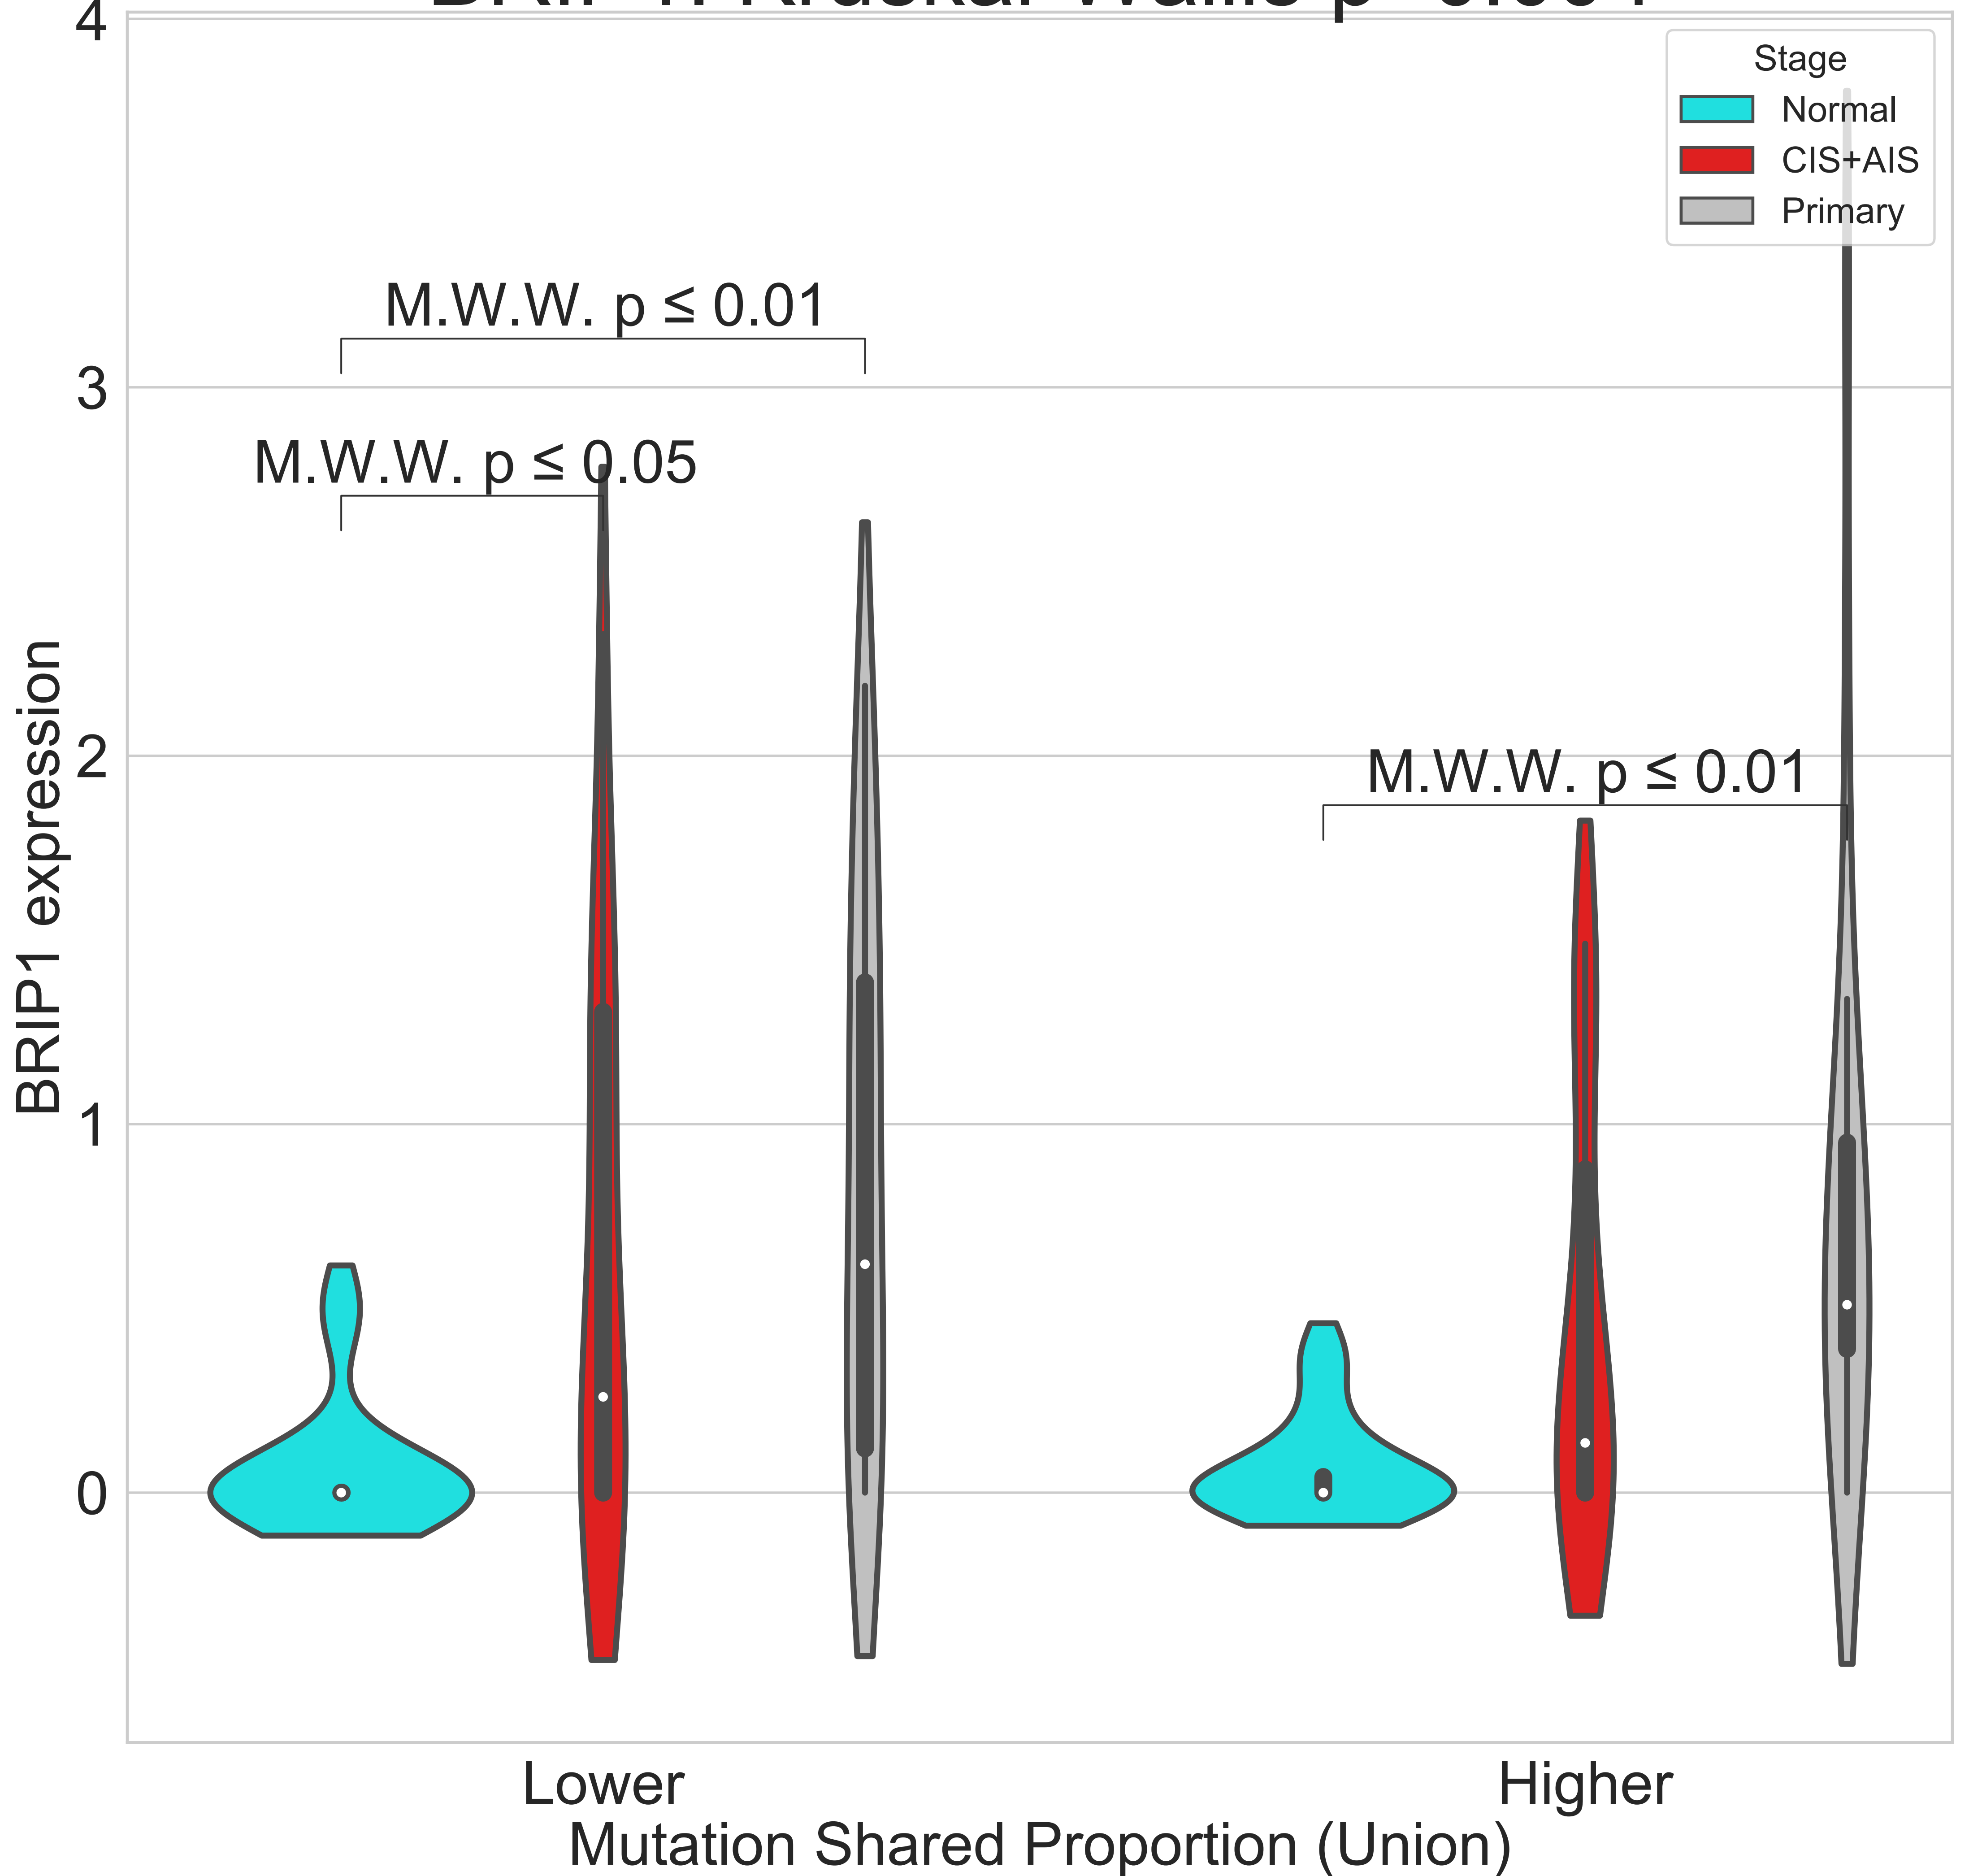 4
Stage
Normal
CIS+AIS
Primary
M.W.W. p ≤ 0.01
3
M.W.W. p ≤ 0.05
2
M.W.W. p ≤ 0.01
BRIP1 expression
1
0
Lower
Higher
Mutation Shared Proportion (Union)